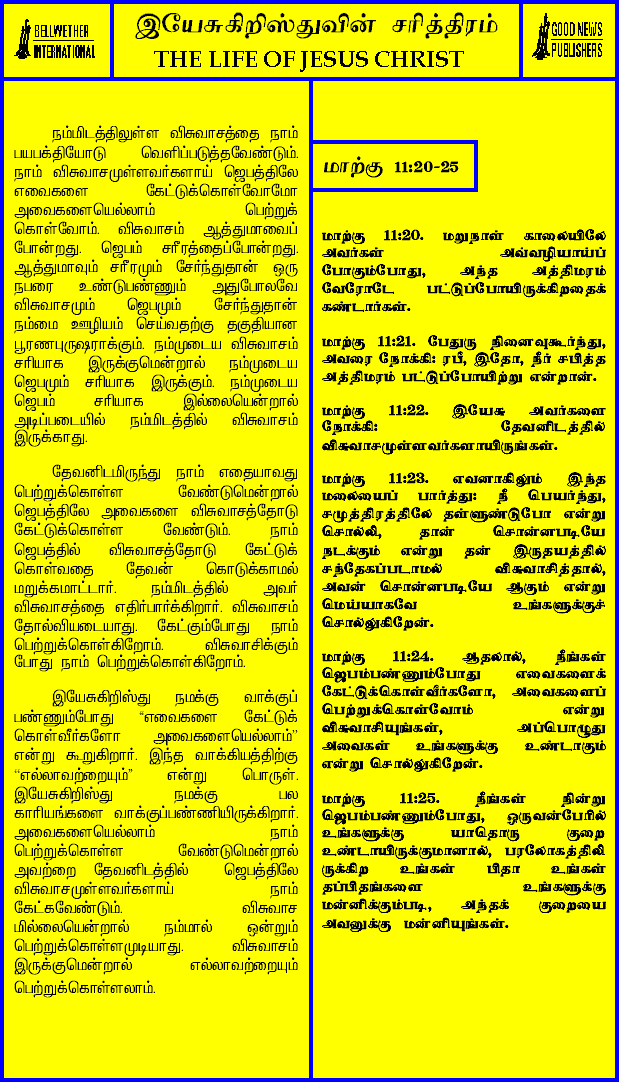 BELLWETHER
INTERNATIONAL
இயேசுகிறிஸ்துவின் சரித்திரம்
THE LIFE OF JESUS CHRIST
GOOD NEWS
PUBLISHERS
நம்மிடத்திலுள்ள விசுவாசத்தை நாம்
பயபக்தியோடு வெளிப்படுத்தவேண்டும்.
நாம் விசுவாசமுள்ளவர்களாய் ஜெபத்திலே
எவைகளை கேட்டுக்கொள்வோமோ
அவைகளையெல்லாம் பெற்றுக்
கொள்வோம். விசுவாசம் ஆத்துமாவைப்
போன்றது. ஜெபம் சரீரத்தைப்போன்றது.
ஆத்துமாவும் சரீரமும் சேர்ந்துதான் ஒரு
நபரை உண்டுபண்ணும் அதுபோலவே
விசுவாசமும் ஜெபமும் சேர்ந்துதான்
நம்மை ஊழியம் செய்வதற்கு தகுதியான
பூரணபுருஷராக்கும். நம்முடைய விசுவாசம்
சரியாக இருக்குமென்றால் நம்முடைய
ஜெபமும் சரியாக இருக்கும். நம்முடைய
ஜெபம் சரியாக இல்லையென்றால்
அடிப்படையில் நம்மிடத்தில் விசுவாசம்
இருக்காது.
தேவனிடமிருந்து நாம் எதையாவது
பெற்றுக்கொள்ள வேண்டுமென்றால்
ஜெபத்திலே அவைகளை விசுவாசத்தோடு
கேட்டுக்கொள்ள வேண்டும். நாம்
ஜெபத்தில் விசுவாசத்தோடு கேட்டுக்
கொள்வதை தேவன் கொடுக்காமல்
மறுக்கமாட்டார். நம்மிடத்தில் அவர்
விசுவாசத்தை எதிர்பார்க்கிறார். விசுவாசம்
தோல்வியடையாது. கேட்கும்போது நாம்
பெற்றுக்கொள்கிறோம். விசுவாசிக்கும்
போது நாம் பெற்றுக்கொள்கிறோம்.
இயேசுகிறிஸ்து நமக்கு வாக்குப்
பண்ணும்போது “எவைகளை கேட்டுக்
கொள்வீர்களோ அவைகளையெல்லாம்”
என்று கூறுகிறார். இந்த வாக்கியத்திற்கு
“எல்லாவற்றையும்” என்று பொருள்.
இயேசுகிறிஸ்து நமக்கு பல
காரியங்களை வாக்குப்பண்ணியிருக்கிறார்.
அவைகளையெல்லாம் நாம்
பெற்றுக்கொள்ள வேண்டுமென்றால்
அவற்றை தேவனிடத்தில் ஜெபத்திலே
விசுவாசமுள்ளவர்களாய் நாம்
கேட்கவேண்டும். விசுவாச
மில்லையென்றால் நம்மால் ஒன்றும்
பெற்றுக்கொள்ளமுடியாது. விசுவாசம்
இருக்குமென்றால் எல்லாவற்றையும்
பெற்றுக்கொள்ளலாம்.
மாற்கு 11:20-25
மாற்கு 11:20. மறுநாள் காலையிலே
அவர்கள் அவ்வழியாய்ப்
போகும்போது, அந்த அத்திமரம்
வேரோடே பட்டுப்போயிருக்கிறதைக்
கண்டார்கள்.
மாற்கு 11:21. பேதுரு நினைவுகூர்ந்து,
அவரை நோக்கி: ரபீ, இதோ, நீர் சபித்த
அத்திமரம் பட்டுப்போயிற்று என்றான்.
மாற்கு 11:22. இயேசு அவர்களை
நோக்கி: தேவனிடத்தில்
விசுவாசமுள்ளவர்களாயிருங்கள்.
மாற்கு 11:23. எவனாகிலும் இந்த
மலையைப் பார்த்து: நீ பெயர்ந்து,
சமுத்திரத்திலே தள்ளுண்டுபோ என்று
சொல்லி, தான் சொன்னபடியே
நடக்கும் என்று தன் இருதயத்தில்
சந்தேகப்படாமல் விசுவாசித்தால்,
அவன் சொன்னபடியே ஆகும் என்று
மெய்யாகவே உங்களுக்குச்
சொல்லுகிறேன்.
மாற்கு 11:24. ஆதலால், நீங்கள்
ஜெபம்பண்ணும்போது எவைகளைக்
கேட்டுக்கொள்வீர்களோ, அவைகளைப்
பெற்றுக்கொள்வோம் என்று
விசுவாசியுங்கள், அப்பொழுது
அவைகள் உங்களுக்கு உண்டாகும்
என்று சொல்லுகிறேன்.
மாற்கு 11:25. நீங்கள் நின்று
ஜெபம்பண்ணும்போது, ஒருவன்பேரில்
உங்களுக்கு யாதொரு குறை
உண்டாயிருக்குமானால், பரலோகத்திலி
ருக்கிற உங்கள் பிதா உங்கள்
தப்பிதங்களை உங்களுக்கு
மன்னிக்கும்படி, அந்தக் குறையை
அவனுக்கு மன்னியுங்கள்.